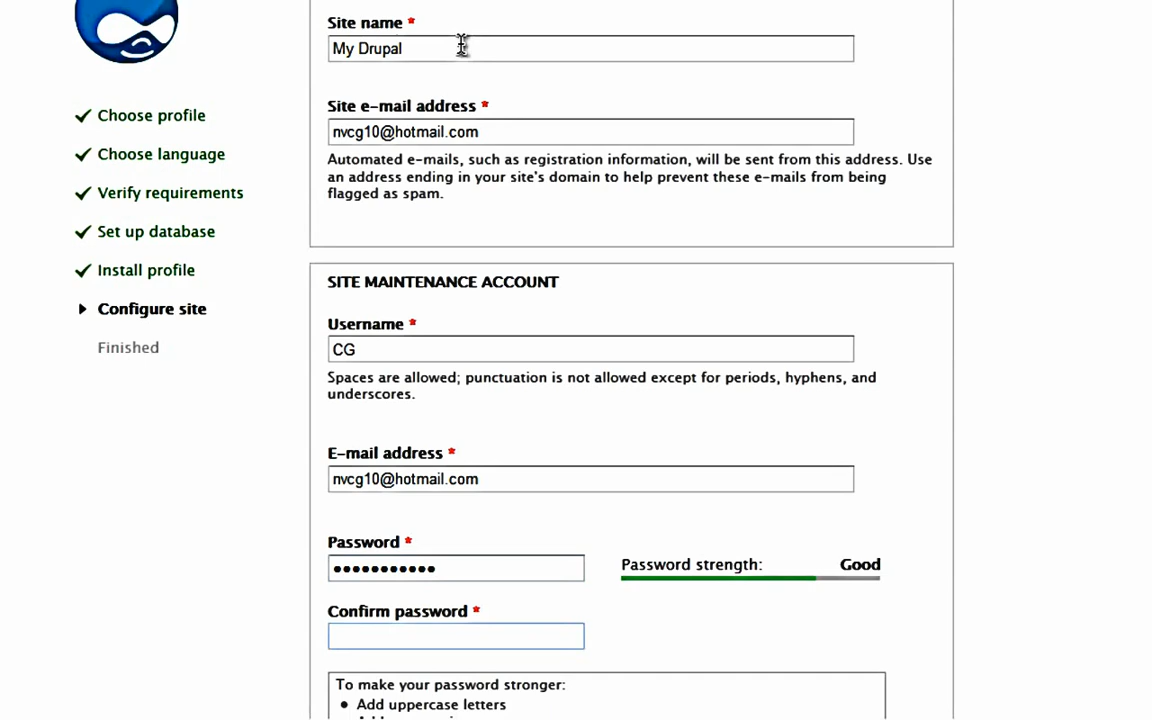 Site name *
My Drupal
Site e-mail address *
nvcg10@hotmail.com
Automated e-mails, such as registration information, will be sent from this address. Use
an address ending in your site's domain to help prevent these e-mails from being
flagged as spam.
Choose profile
Choose language
Verify requirements
Set up database
Install profile
Configure site
Finished
SITE MAINTENANCE ACCOUNT
Username *
CG
Spaces are allowed; punctuation is not allowed except for periods, hyphens, and
underscores.
E-mail address *
nvcg10@hotmail.com
Password *
•••••••••••
Password strength: Good
Confirm password *
To make your password stronger:
• Add uppercase letters